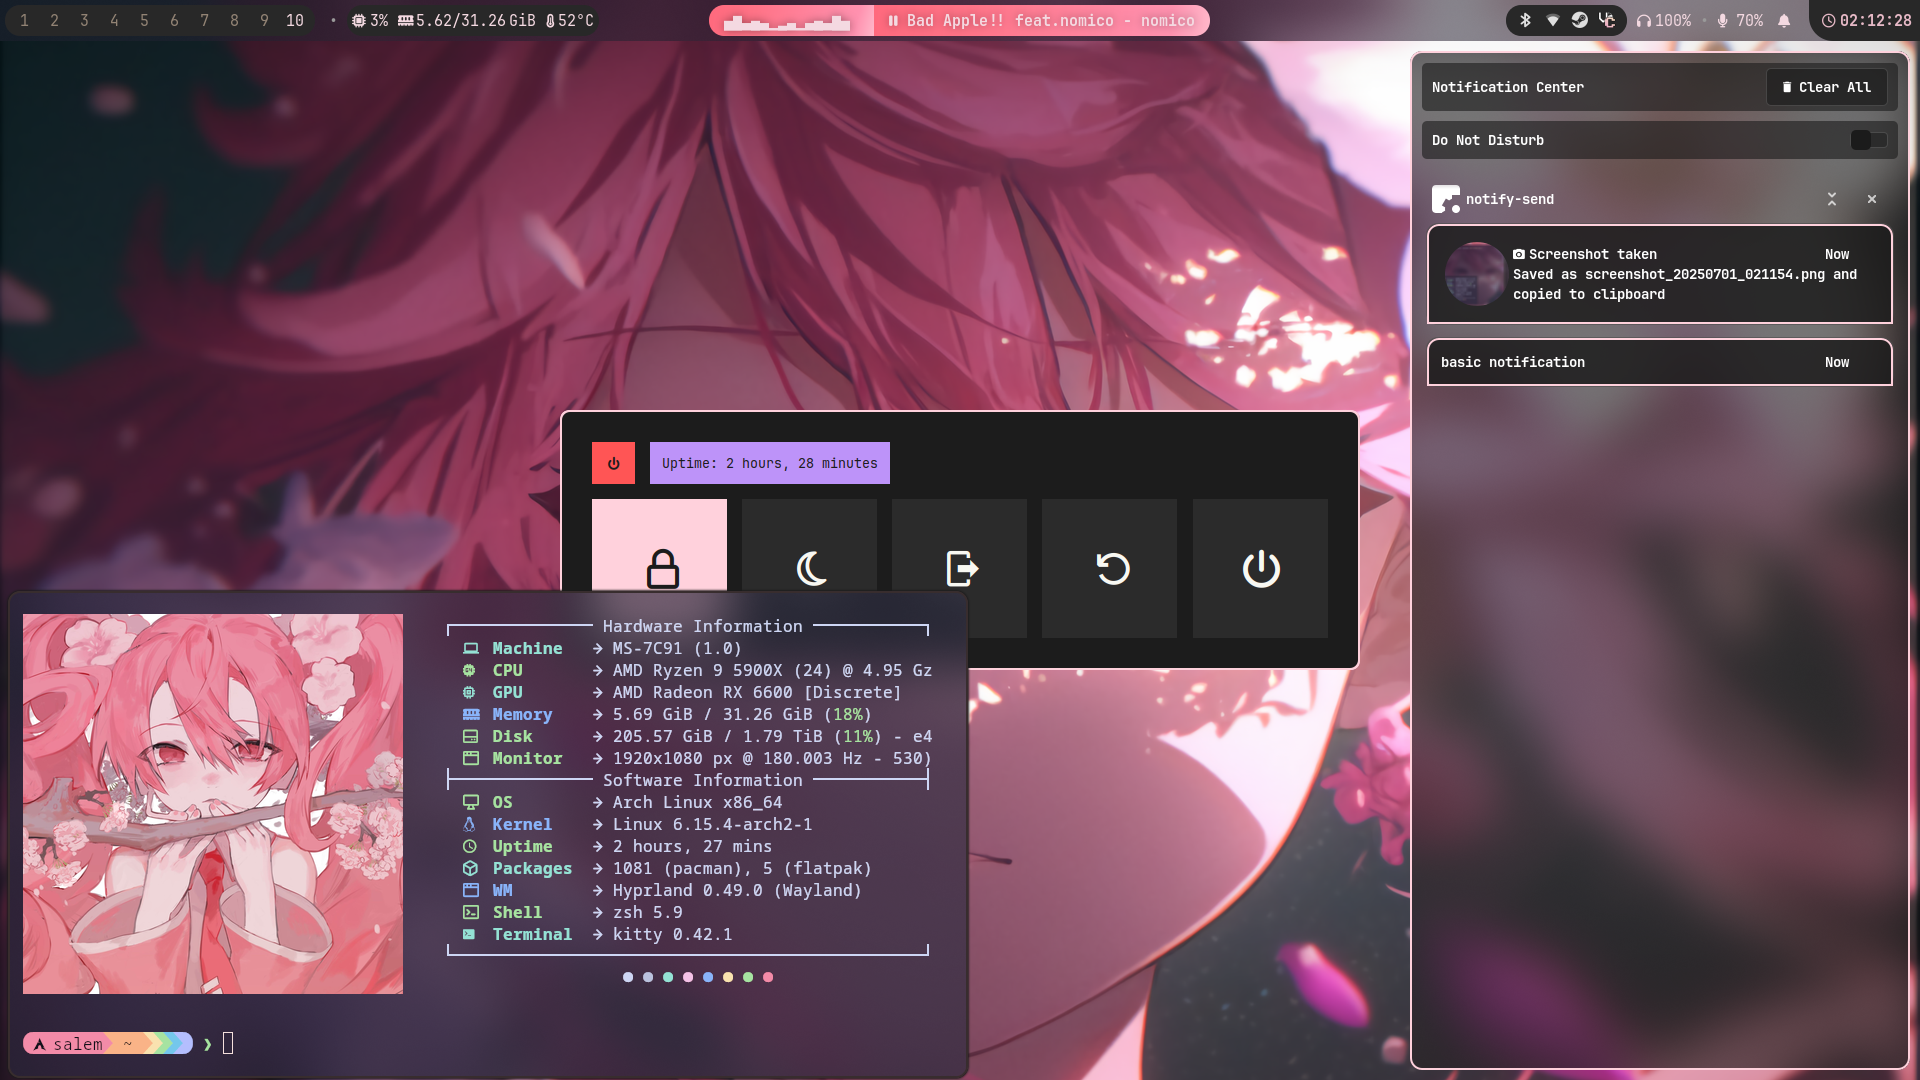 1 2 3 4 5 6 7 8 9 10 • 3% 5.62/31.26 GiB 52°C
Bad Apple!! feat.nomico - nomico
100% • 70% 02:12:28
Notification Center
Clear All
Do Not Disturb
notify-send
Screenshot taken Now
Saved as screenshot_20250701_021154.png and
copied to clipboard
basic notification Now
Uptime: 2 hours, 28 minutes
Hardware Information
Machine → MS-7C91 (1.0)
CPU → AMD Ryzen 9 5900X (24) @ 4.95 Gz
GPU → AMD Radeon RX 6600 [Discrete]
Memory → 5.69 GiB / 31.26 GiB (18%)
Disk → 205.57 GiB / 1.79 TiB (11%) - e4
Monitor → 1920x1080 px @ 180.003 Hz - 530)
Software Information
OS → Arch Linux x86_64
Kernel → Linux 6.15.4-arch2-1
Uptime → 2 hours, 27 mins
Packages → 1081 (pacman), 5 (flatpak)
WM → Hyprland 0.49.0 (Wayland)
Shell → zsh 5.9
Terminal → kitty 0.42.1
salem ~ ❯